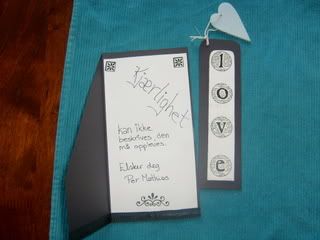 Kjærlighet
kan ikke
beskrives, den
må oppleves.
Elsker deg
Per Mathias
l
o
v
e